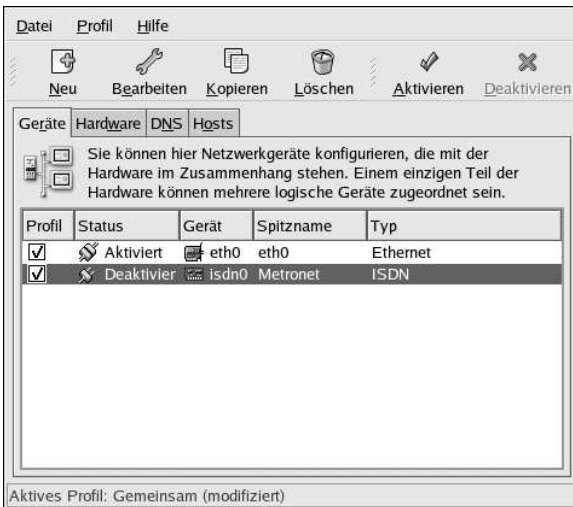 Datei Profil Hilfe
Neu Bearbeiten Kopieren Löschen Aktivieren Deaktivieren
Geräte Hardware DNS Hosts
Sie können hier Netzwerkgeräte konfigurieren, die mit der
Hardware im Zusammenhang stehen. Einem einzigen Teil der
Hardware können mehrere logische Geräte zugeordnet sein.
Profil Status Gerät Spitzname Typ
Aktiviert eth0 eth0 Ethernet
Deaktivier isdn0 Metronet ISDN
Aktives Profil: Gemeinsam (modifiziert)